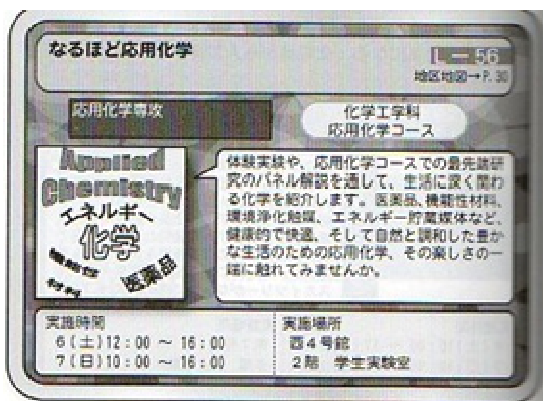 なるほど応用化学
L-56
地区地図→P.30
応用化学専攻
化学工学科
応用化学コース
Applied
Chemistry
エネルギー
化学
機能性
材料
医薬品
体験実験や、応用化学コースでの最先端研
究のパネル解説を通して、生活に深く関わ
る化学を紹介します。医薬品、機能性材料、
環境浄化触媒、エネルギー貯蔵媒体など、
健康的で快適、そして自然と調和した豊か
な生活のための応用化学、その楽しさの一
端に触れてみませんか。
実施時間
6(土)12:00 ~ 16:00
7(日)10:00 ~ 16:00
実施場所
西4号館
2階 学生実験室